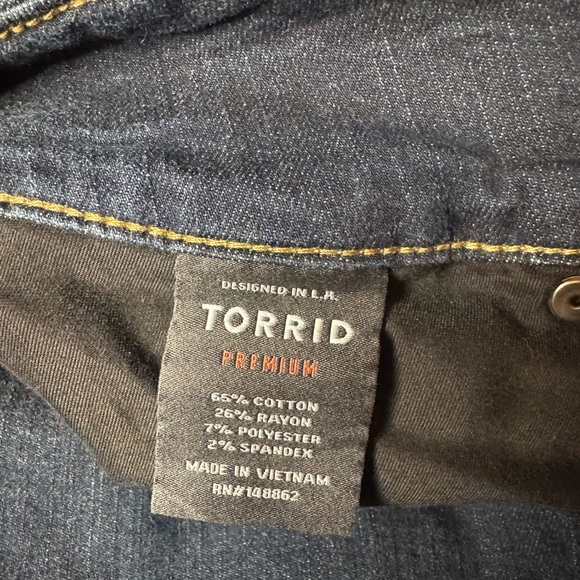 DESIGNED IN L.A.
TORRID
PREMIUM
65% COTTON
26% RAYON
7% POLYESTER
2% SPANDEX
MADE IN VIETNAM
RN#148862